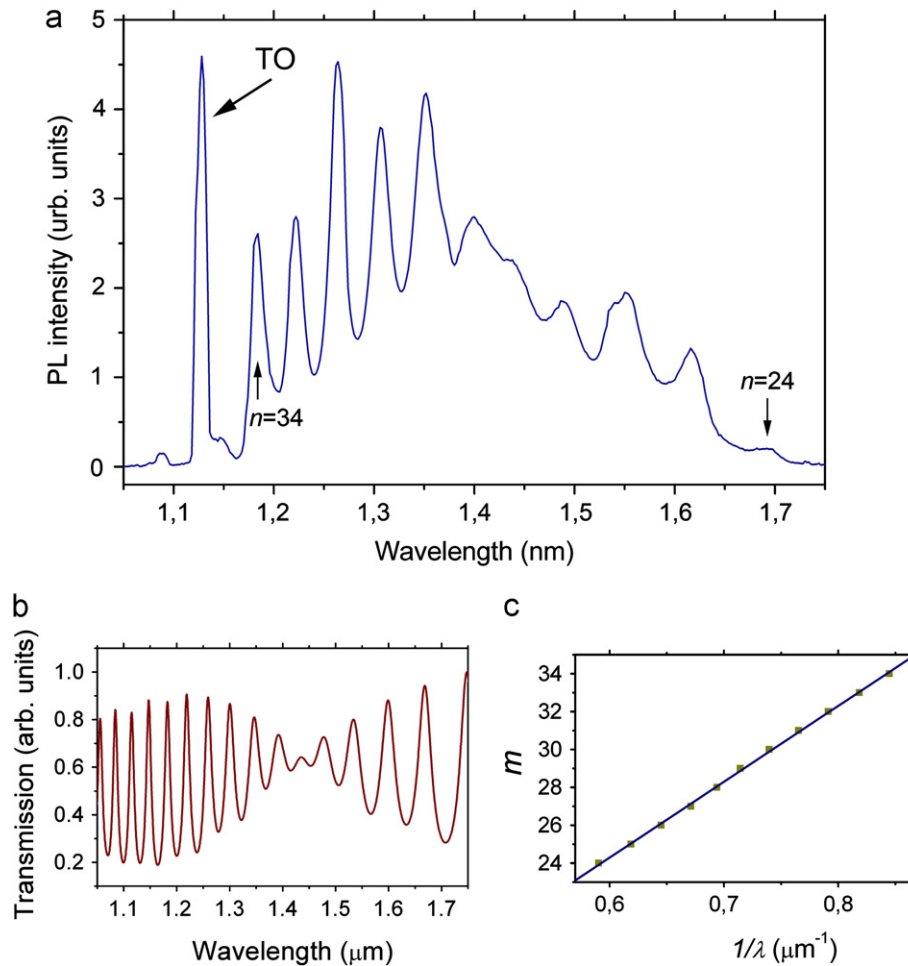 a
TO
n=34
n=24
PL intensity (urb. units)
5
4
3
2
1
0
1,1 1,2 1,3 1,4 1,5 1,6 1,7
Wavelength (nm)
b
Transmission (arb. units)
1.0
0.8
0.6
0.4
0.2
1.1 1.2 1.3 1.4 1.5 1.6 1.7
Wavelength (μm)
c
m
34
32
30
28
26
24
0,6 0,7 0,8
1/λ (μm⁻¹)